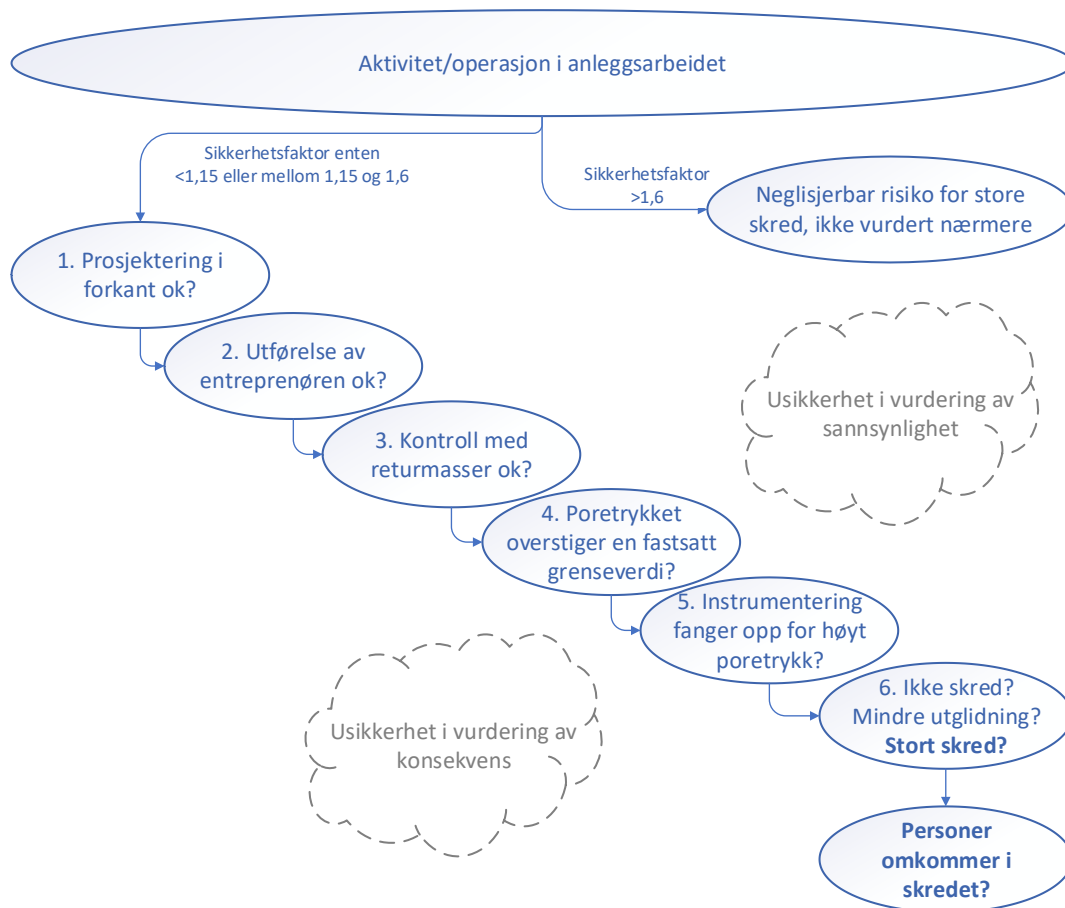 Aktivitet/operasjon i anleggsarbeidet
Sikkerhetsfaktor enten
<1,15 eller mellom 1,15 og 1,6
Sikkerhetsfaktor
>1,6
Neglisjerbar risiko for store
skred, ikke vurdert nærmere
1. Prosjektering i
forkant ok?
2. Utførelse av
entreprenøren ok?
Usikkerhet i vurdering av
sannsynlighet
3. Kontroll med
returmasser ok?
4. Poretrykket
overstiger en fastsatt
grenseverdi?
5. Instrumentering
fanger opp for høyt
poretrykk?
Usikkerhet i vurdering av
konsekvens
6. Ikke skred?
Mindre utglidning?
Stort skred?
Personer
omkommer i
skredet?